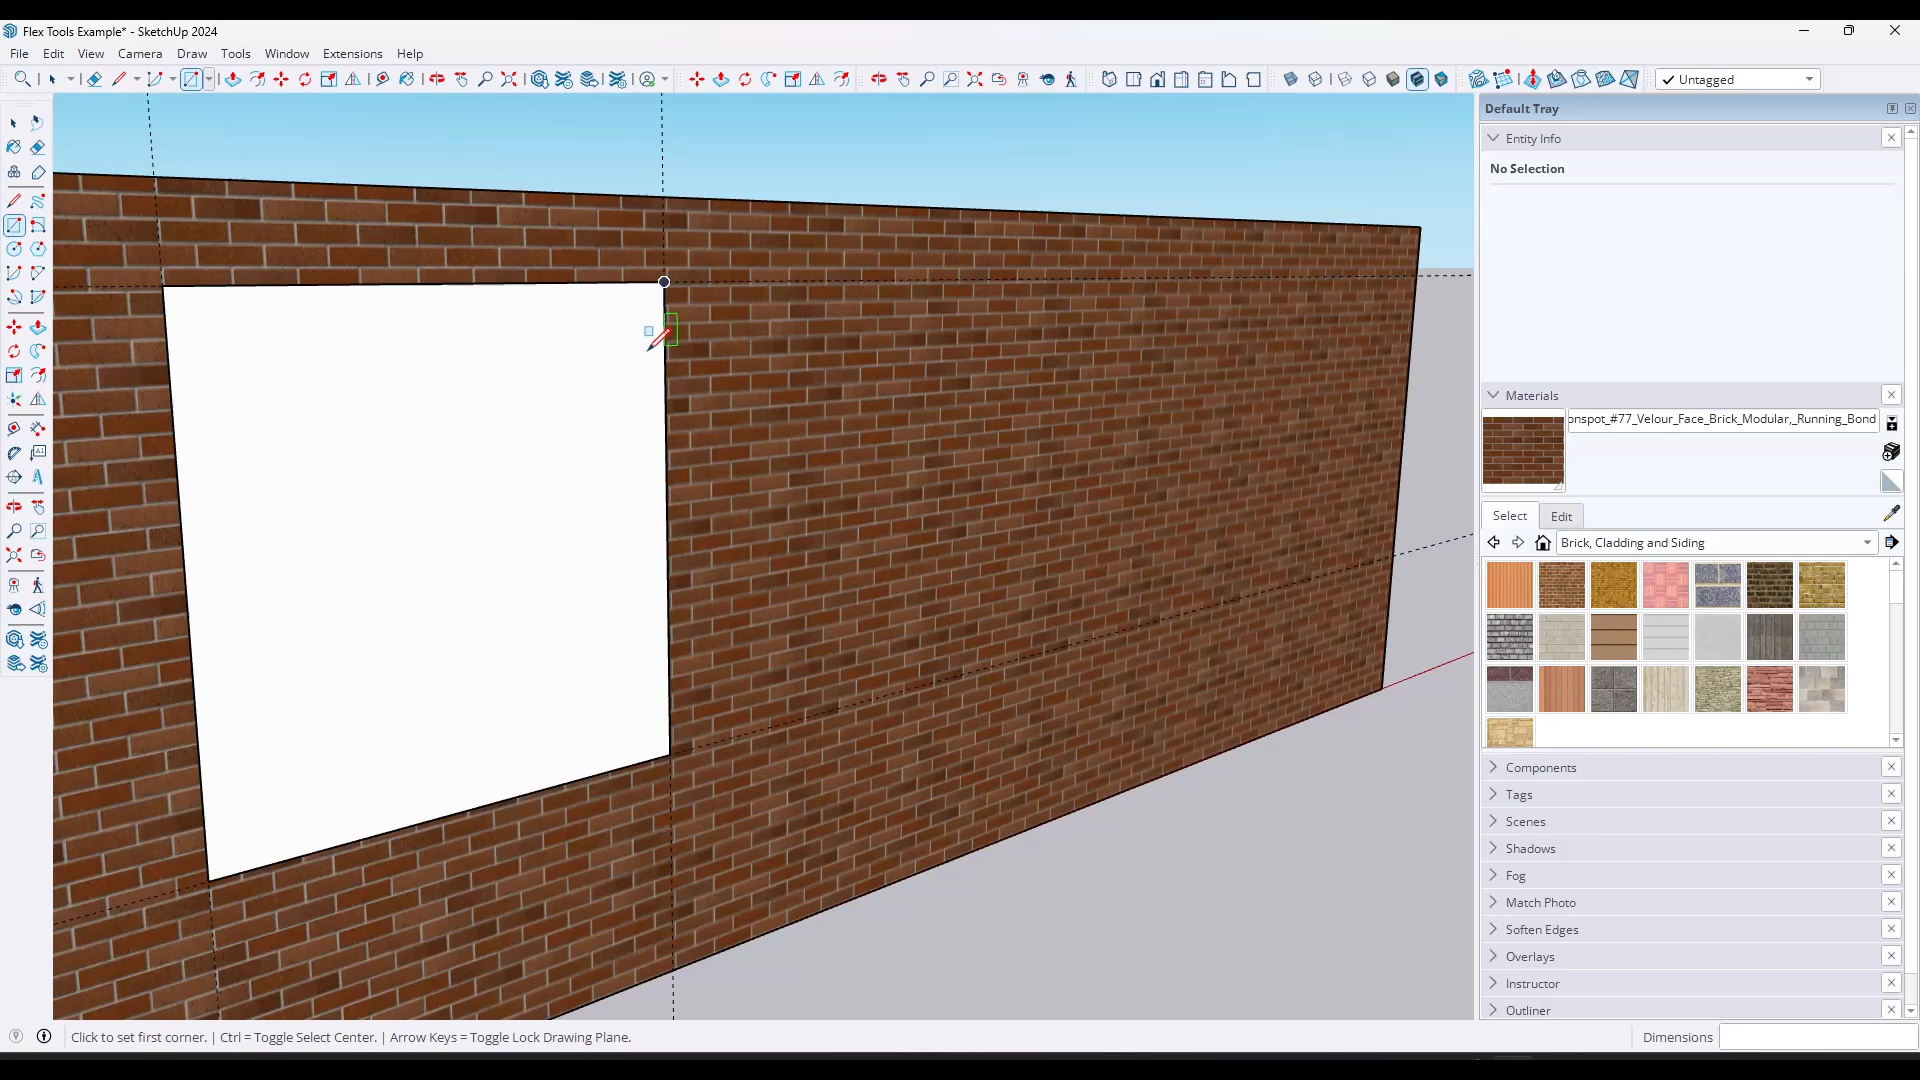 Flex Tools Example* - SketchUp 2024
File Edit View Camera Draw Tools Window Extensions Help
Untagged
Default Tray
Entity Info
No Selection
Materials
onspot_#77_Velour_Face_Brick_Modular,_Running_Bond
Select Edit
Brick, Cladding and Siding
Components
Tags
Scenes
Shadows
Fog
Match Photo
Soften Edges
Overlays
Instructor
Outliner
Click to set first corner. | Ctrl = Toggle Select Center. | Arrow Keys = Toggle Lock Drawing Plane.
Dimensions